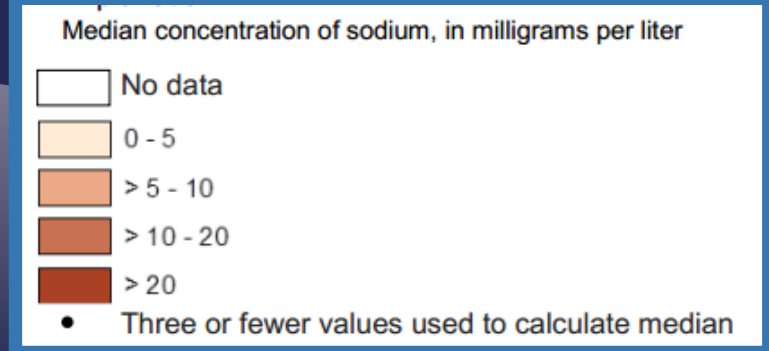 Median concentration of sodium, in milligrams per liter
No data
0 - 5
> 5 - 10
> 10 - 20
> 20
• Three or fewer values used to calculate median